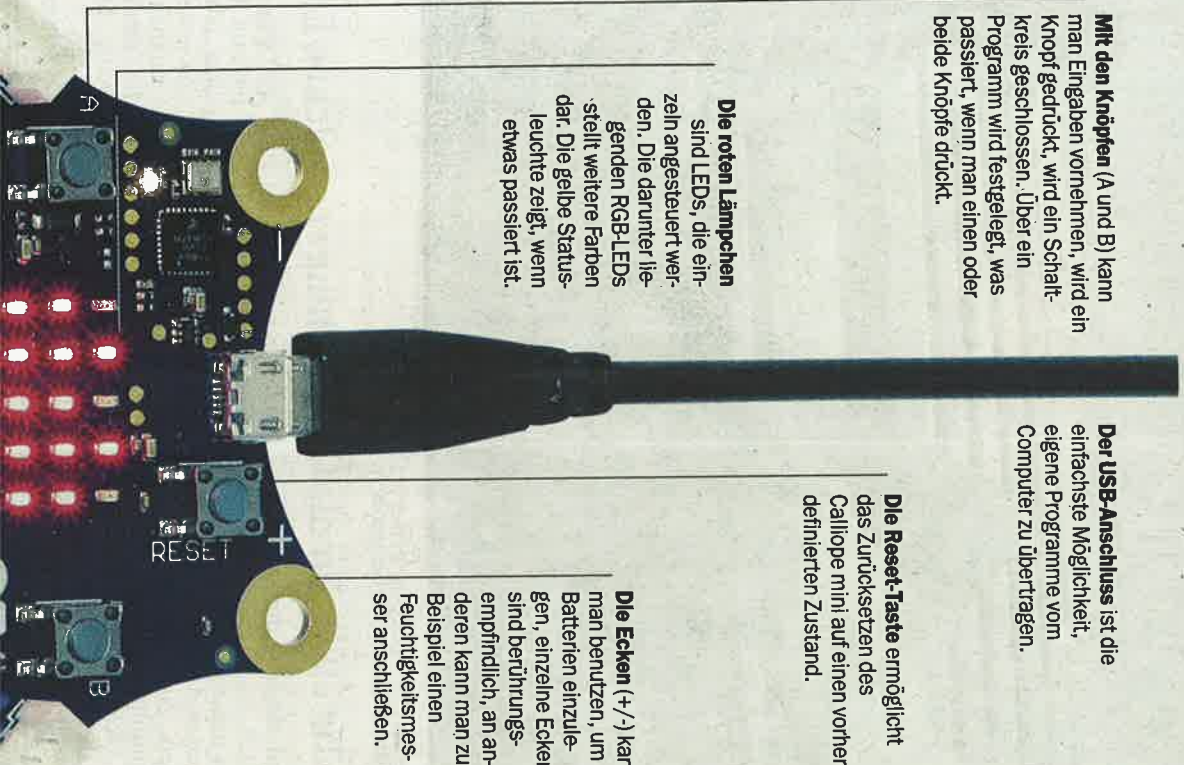 Mit den Knöpfen (A und B) kann
man Eingaben vornehmen, wird ein
Knopf gedrückt, wird ein Schalt-
kreis geschlossen. Über ein
Programm wird festgelegt, was
passiert, wenn man einen oder
beide Knöpfe drückt.
Der USB-Anschluss ist die
einfachste Möglichkeit,
eigene Programme vom
Computer zu übertragen.
Die roten Lämpchen
sind LEDs, die ein-
zeln angesteuert wer-
den. Die darunter lie-
genden RGB-LEDs
stellt weitere Farben
dar. Die gelbe Status-
leuchte zeigt, wenn
etwas passiert ist.
Die Reset-Taste ermöglicht
das Zurücksetzen des
Calliope mini auf einen vorher
definierten Zustand.
Die Ecken (+/-) kan
man benutzen, um
Batterien einzule-
gen, einzelne Ecken
sind berührungs-
empfindlich, an an-
deren kann man zu
Beispiel einen
Feuchtigkeitsmes-
ser anschließen.
A
−
+
RESET
B